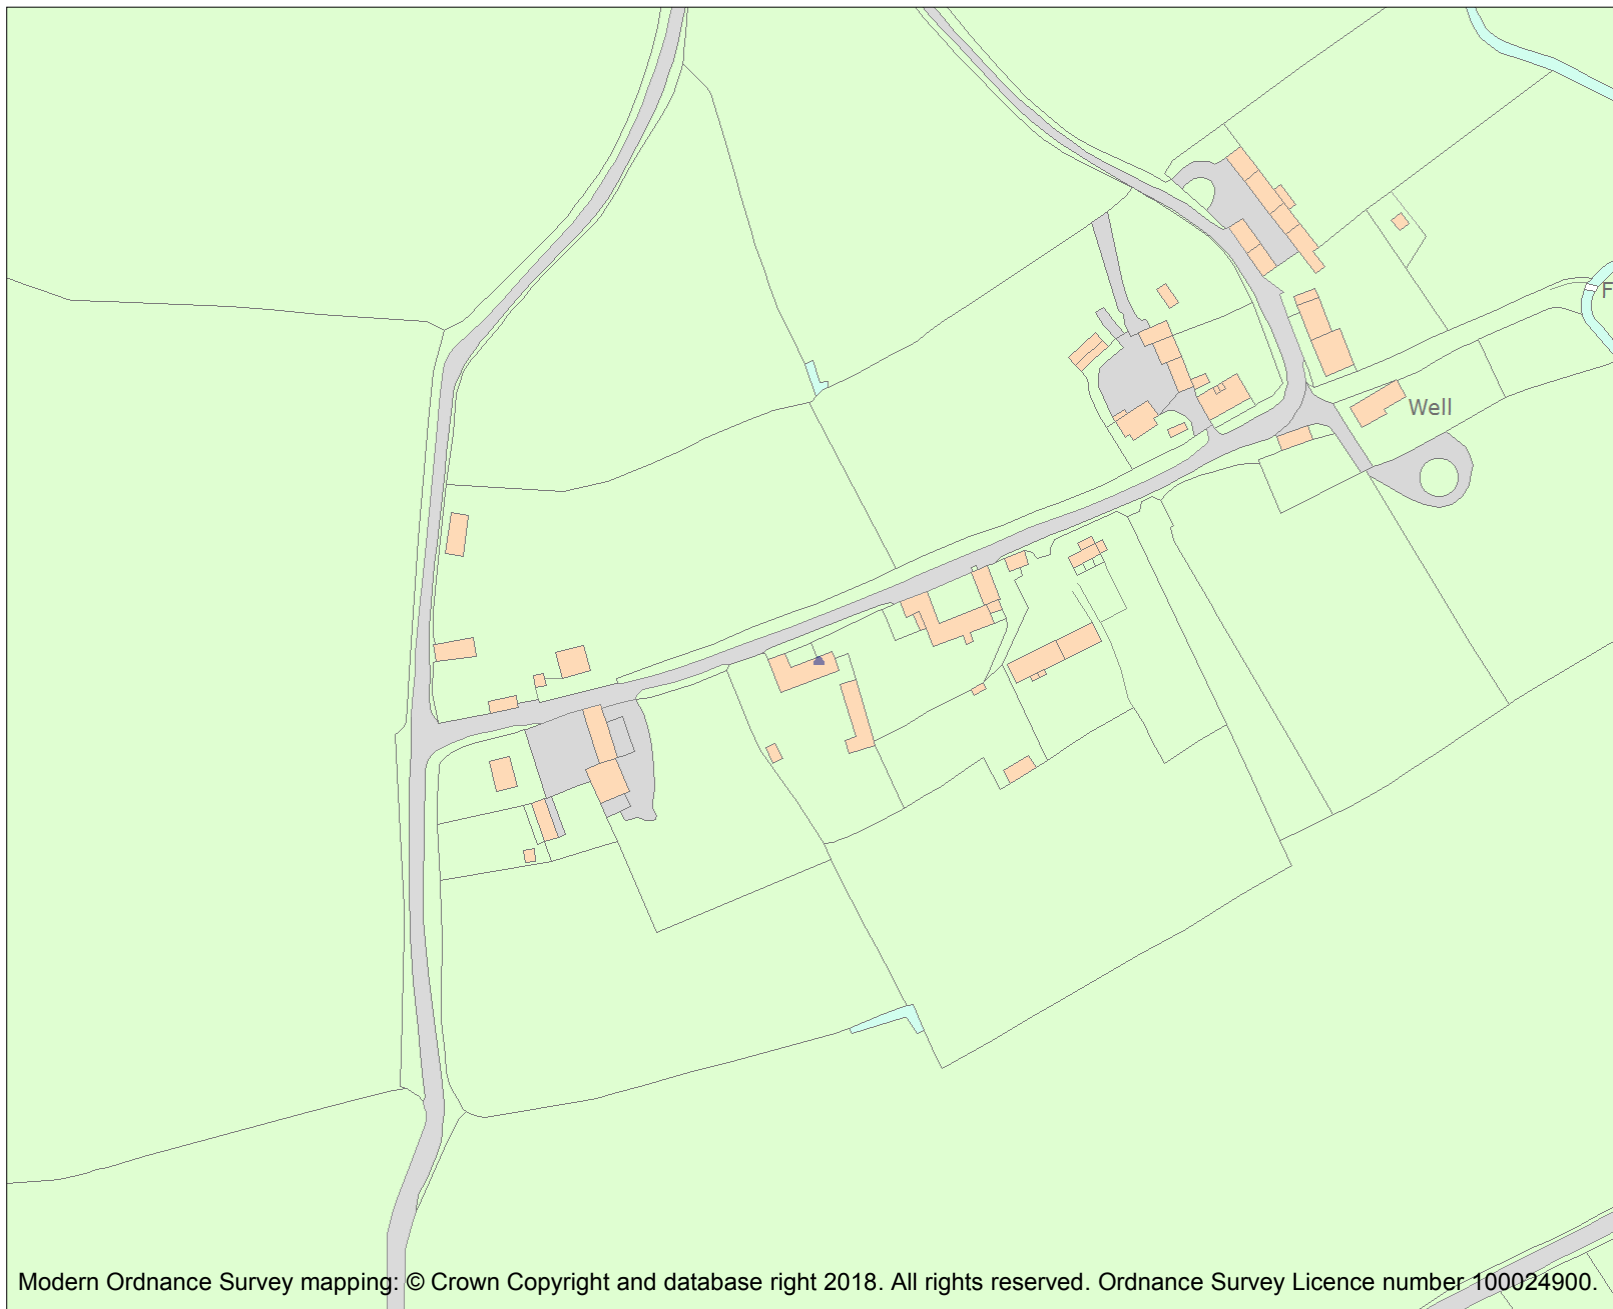 F
Well
Modern Ordnance Survey mapping: © Crown Copyright and database right 2018. All rights reserved. Ordnance Survey Licence number 100024900.